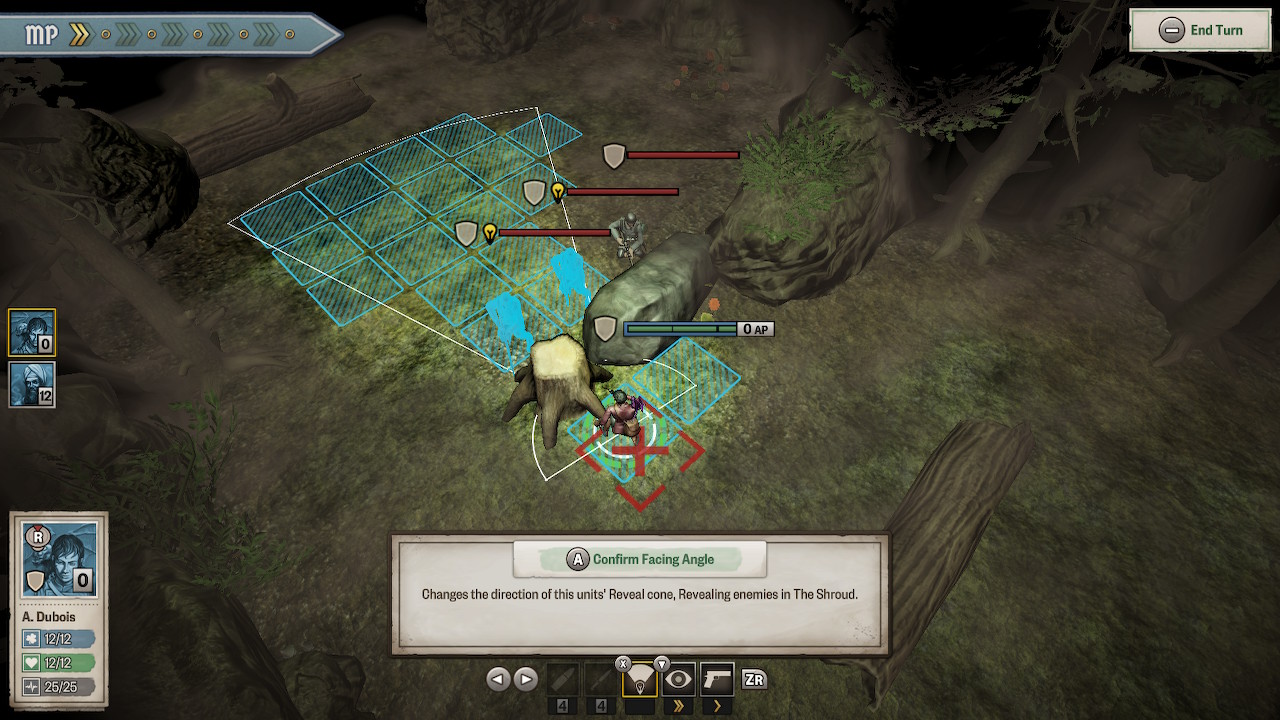 MP
End Turn
0 AP
0
12
R
0
A. Dubois
12/12
12/12
25/25
A Confirm Facing Angle
Changes the direction of this units' Reveal cone, Revealing enemies in The Shroud.
X
Y
ZR
4
4